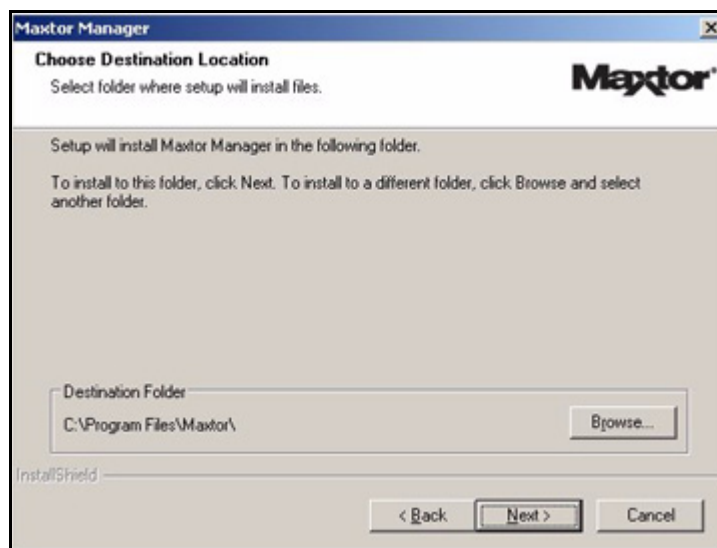 Maxtor Manager
Choose Destination Location
Select folder where setup will install files.
Maxtor
Setup will install Maxtor Manager in the following folder.
To install to this folder, click Next. To install to a different folder, click Browse and select
another folder.
Destination Folder
C:\Program Files\Maxtor\
Browse...
InstallShield
< Back
Next >
Cancel